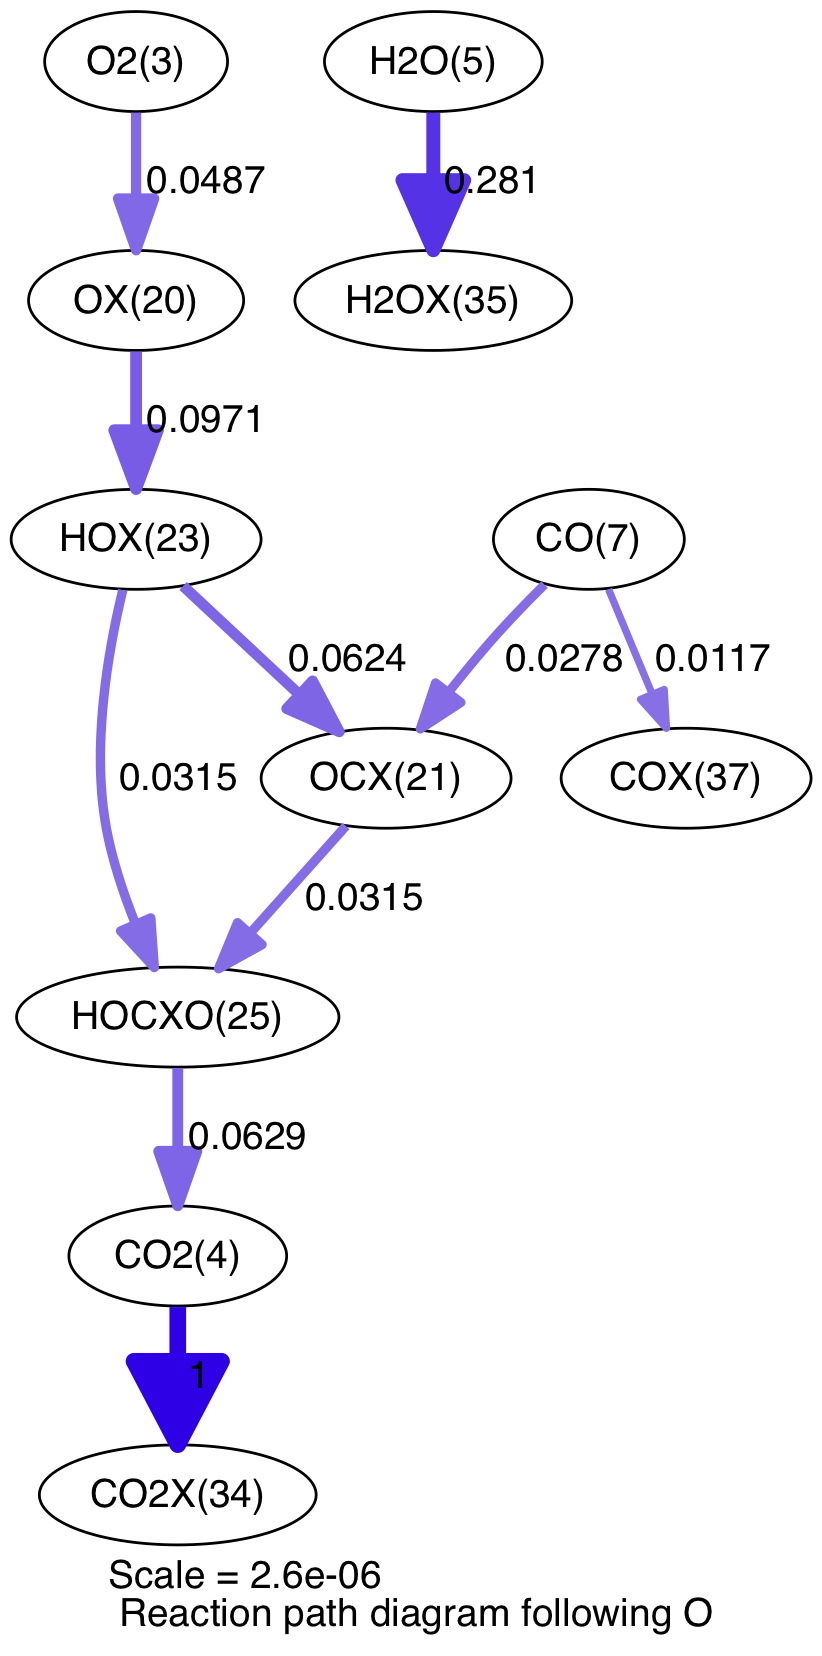 O2(3)
H2O(5)
0.0487
0.281
OX(20)
H2OX(35)
0.0971
HOX(23)
CO(7)
0.0624
0.0278
0.0117
0.0315
OCX(21)
COX(37)
0.0315
HOCXO(25)
0.0629
CO2(4)
1
CO2X(34)
Scale = 2.6e-06
Reaction path diagram following O